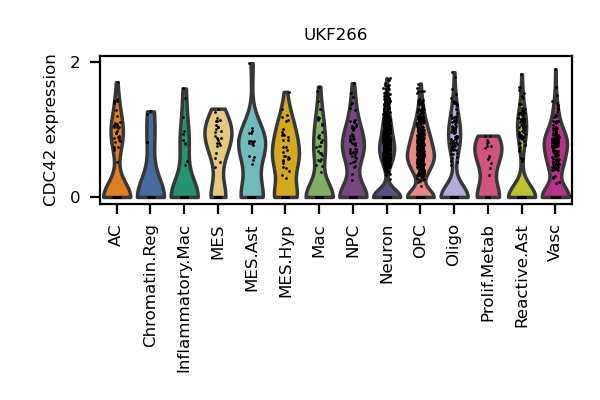 UKF266
CDC42 expression
2
0
AC
Chromatin.Reg
Inflammatory.Mac
MES
MES.Ast
MES.Hyp
Mac
NPC
Neuron
OPC
Oligo
Prolif.Metab
Reactive.Ast
Vasc